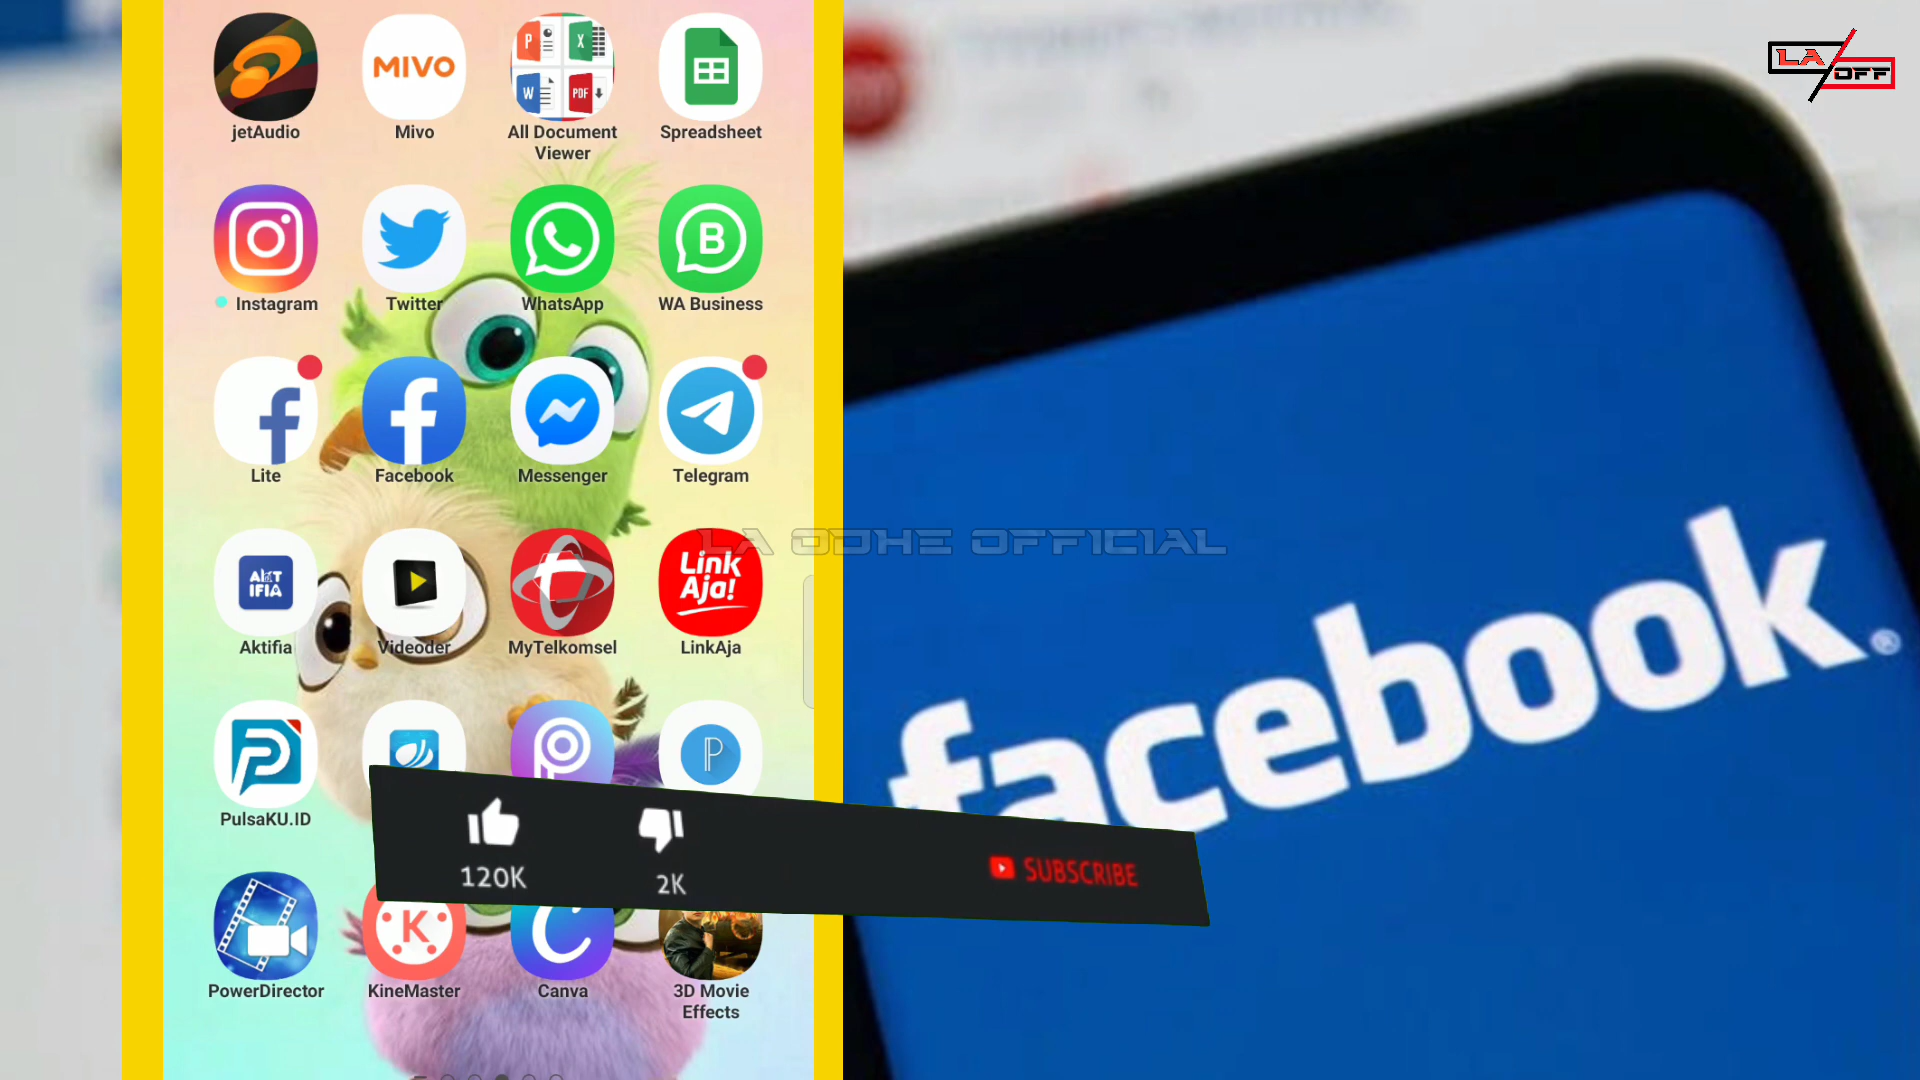 LA
OFF
MIVO
P
X
W
PDF
jetAudio
Mivo
All Document
Viewer
Spreadsheet
B
Instagram
Twitter
WhatsApp
WA Business
Lite
Facebook
Messenger
Telegram
LA ODHE OFFICIAL
AKT
IFIA
Link
Aja!
Aktifia
Videoder
MyTelkomsel
LinkAja
facebook®
P
PulsaKU.ID
120K
2K
SUBSCRIBE
K
C
PowerDirector
KineMaster
Canva
3D Movie
Effects